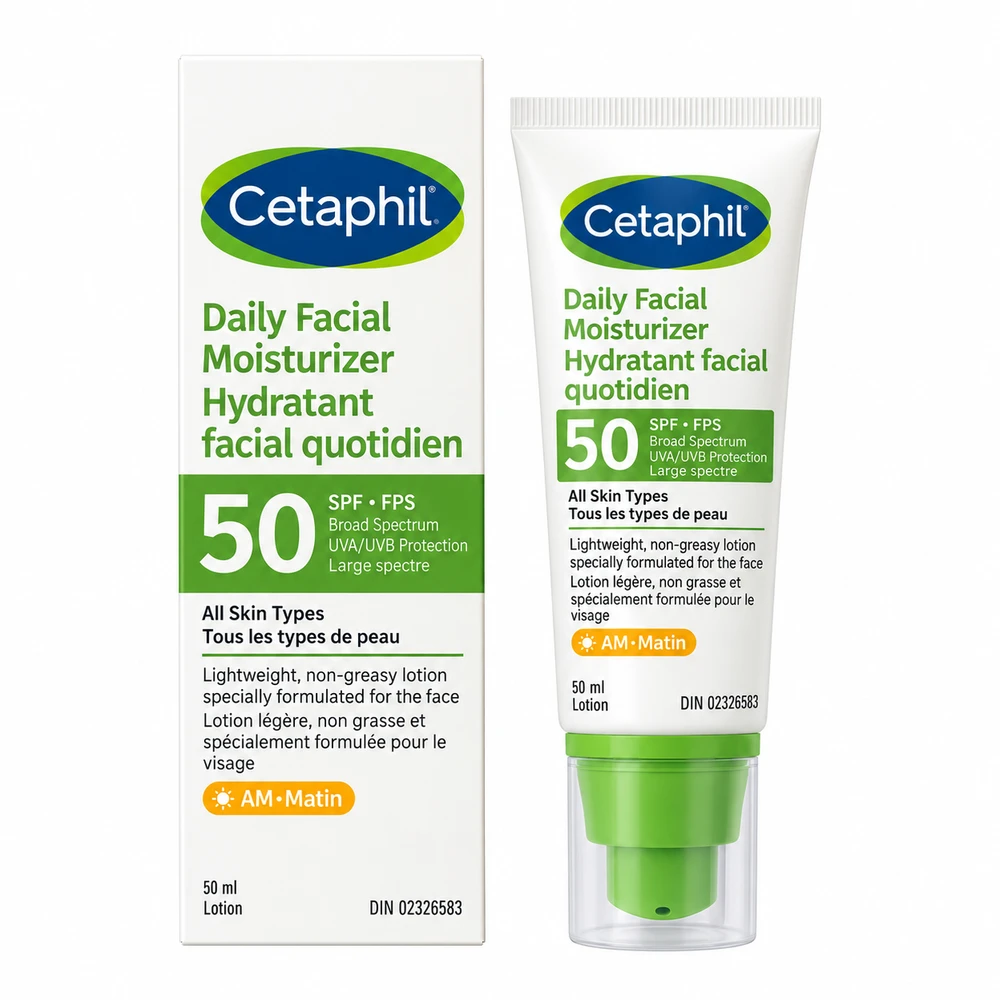 Cetaphil®
Daily Facial
Moisturizer
Hydratant
facial quotidien
50
SPF • FPS
Broad Spectrum
UVA/UVB Protection
Large spectre
All Skin Types
Tous les types de peau
Lightweight, non-greasy lotion
specially formulated for the face
Lotion légère, non grasse et
spécialement formulée pour le
visage
AM•Matin
50 ml
Lotion
DIN 02326583
Cetaphil®
Daily Facial
Moisturizer
Hydratant facial
quotidien
50
SPF • FPS
Broad Spectrum
UVA/UVB Protection
Large spectre
All Skin Types
Tous les types de peau
Lightweight, non-greasy lotion
specially formulated for the face
Lotion légère, non grasse et
spécialement formulée pour le
visage
AM•Matin
50 ml
Lotion
DIN 02326583